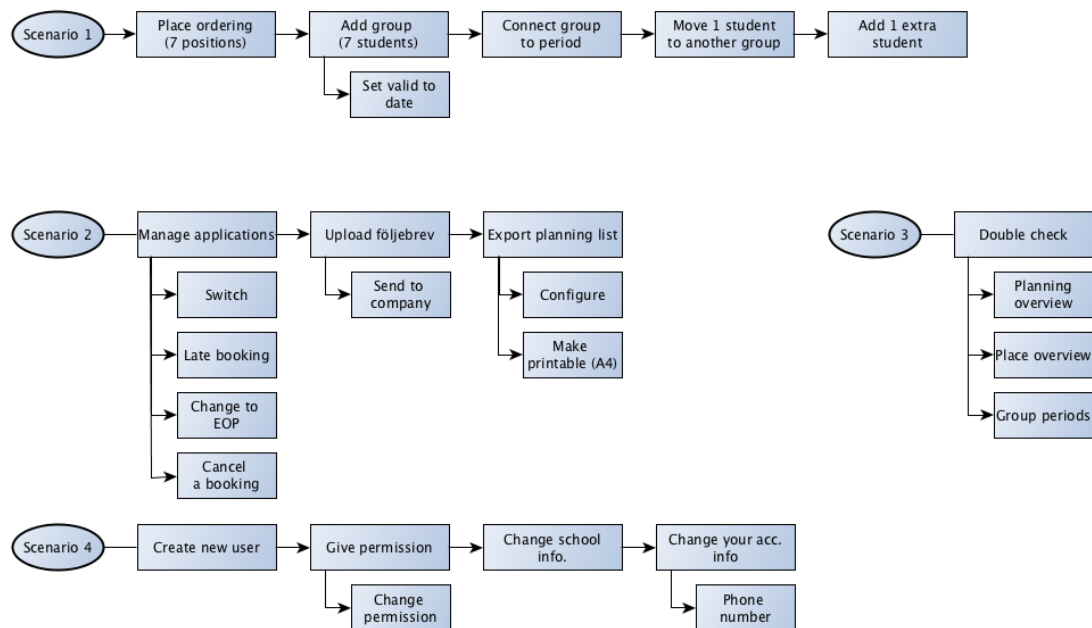 Scenario 1
Place ordering
(7 positions)
Add group
(7 students)
Connect group
to period
Move 1 student
to another group
Add 1 extra
student
Set valid to
date
Scenario 2
Manage applications
Upload följebrev
Export planning list
Switch
Late booking
Change to
EOP
Cancel
a booking
Send to
company
Configure
Make
printable (A4)
Scenario 3
Double check
Planning
overview
Place overview
Group periods
Scenario 4
Create new user
Give permission
Change school
info.
Change your acc.
info
Change
permission
Phone
number